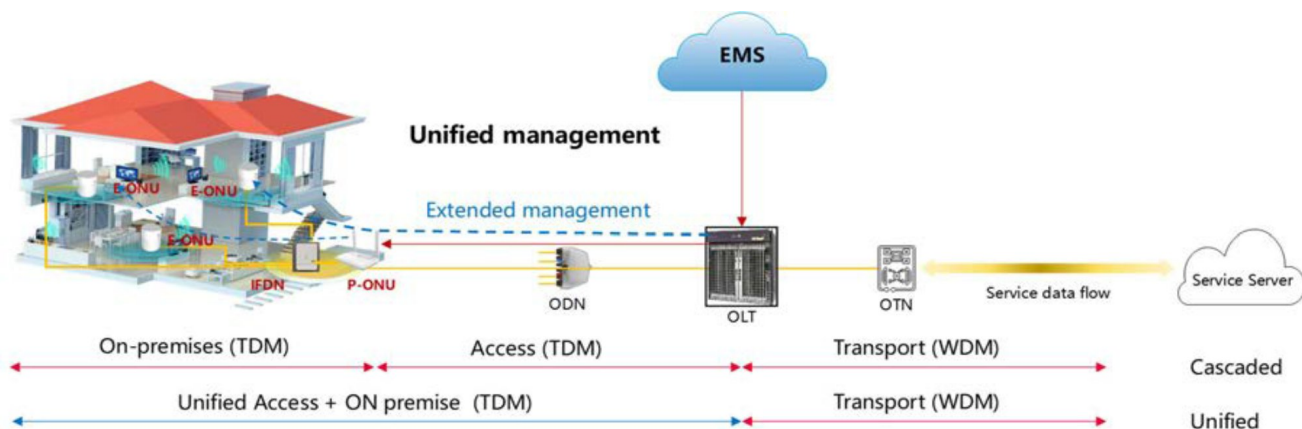 EMS
Unified management
E-ONU
E-ONU
Extended management
E-ONU
IFDN
P-ONU
ODN
OLT
OTN
Service data flow
Service Server
On-premises (TDM)
Access (TDM)
Transport (WDM)
Cascaded
Unified Access + ON premise (TDM)
Transport (WDM)
Unified